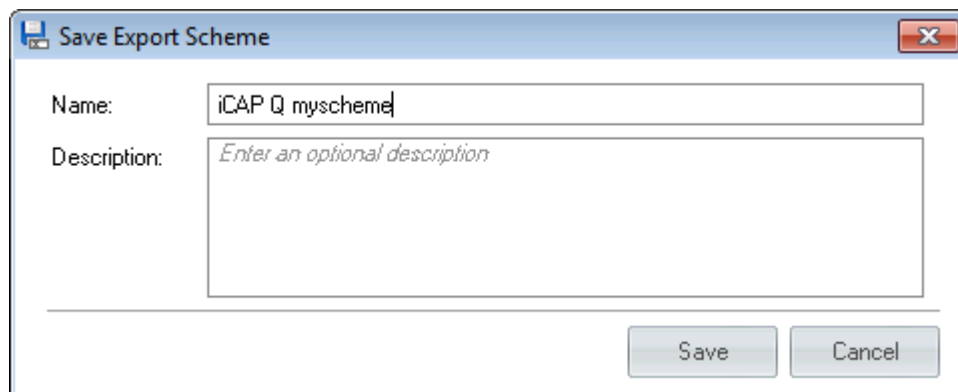 Save Export Scheme
Name: iCAP Q myscheme
Description: Enter an optional description
Save Cancel